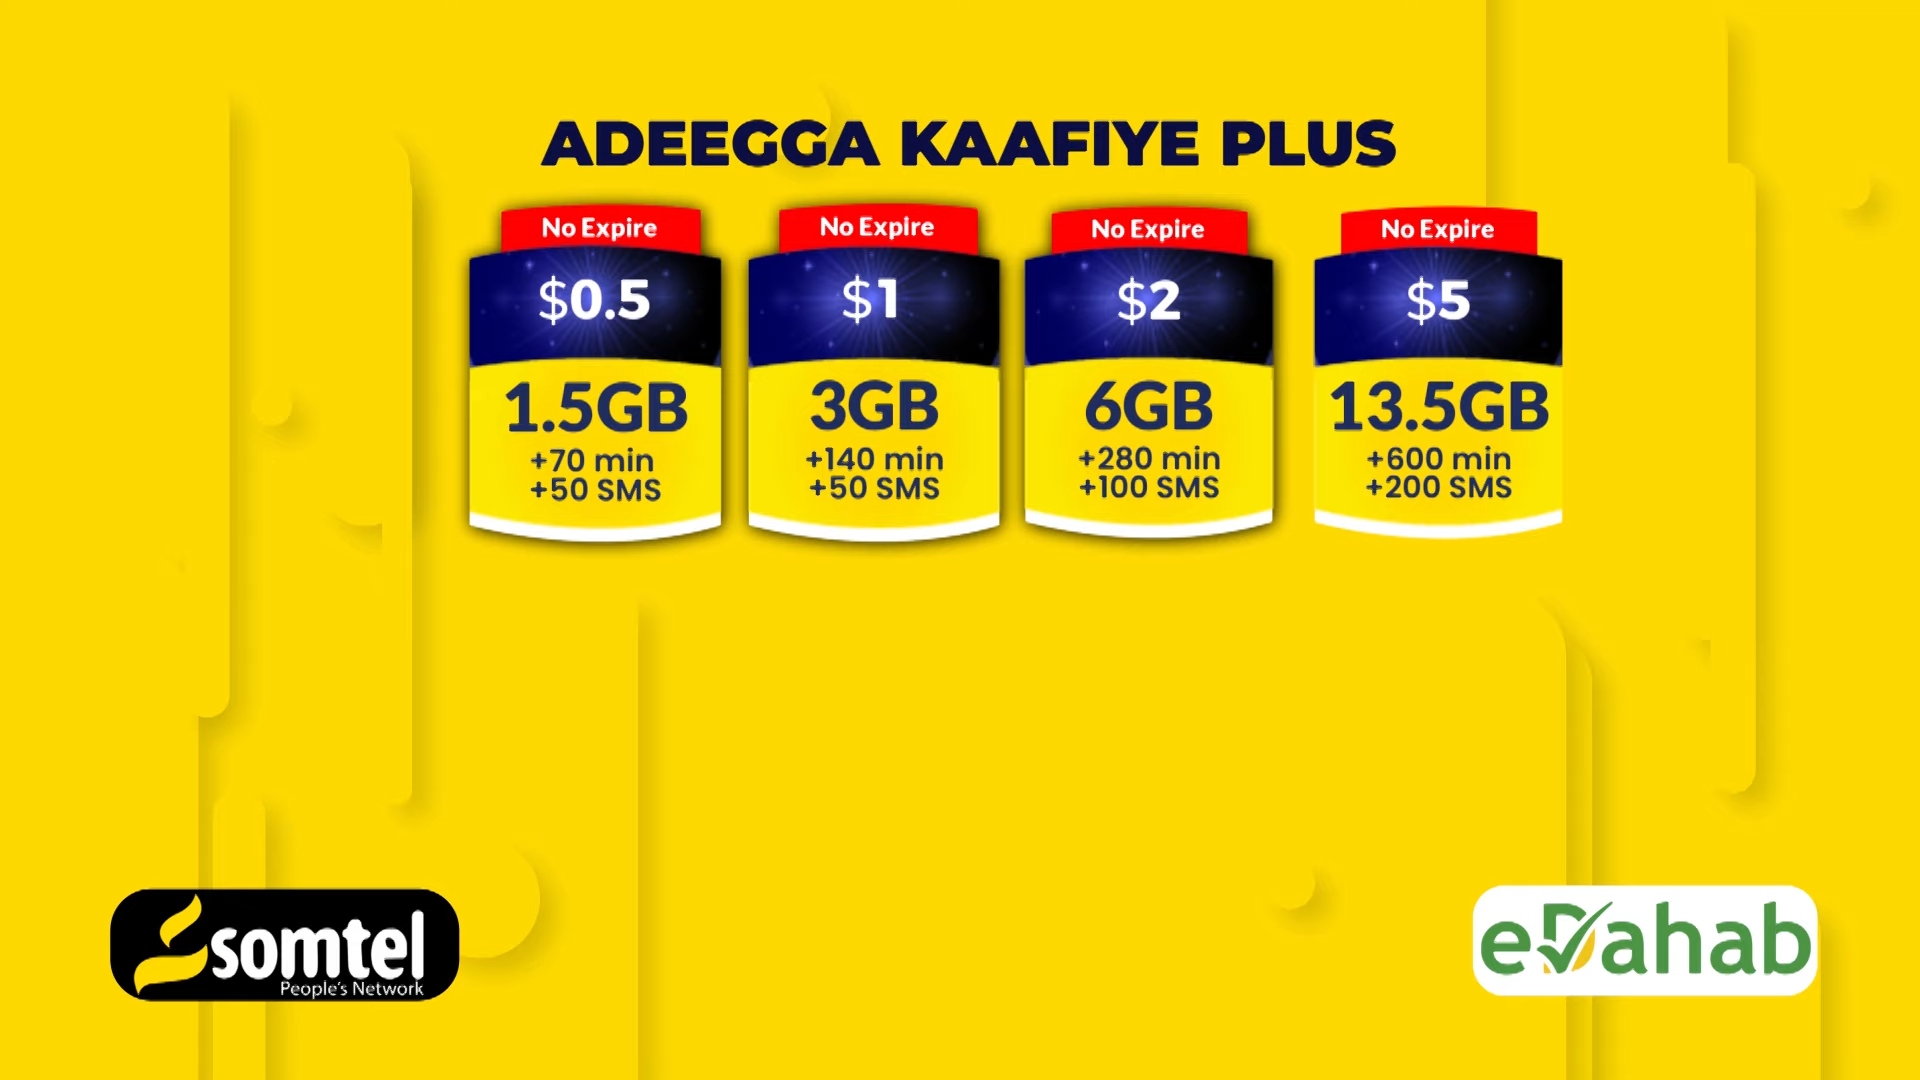 ADEEGGA KAAFIYE PLUS
No Expire
$0.5
1.5GB
+70 min
+50 SMS
No Expire
$1
3GB
+140 min
+50 SMS
No Expire
$2
6GB
+280 min
+100 SMS
No Expire
$5
13.5GB
+600 min
+200 SMS
somtel
People's Network
eDahab